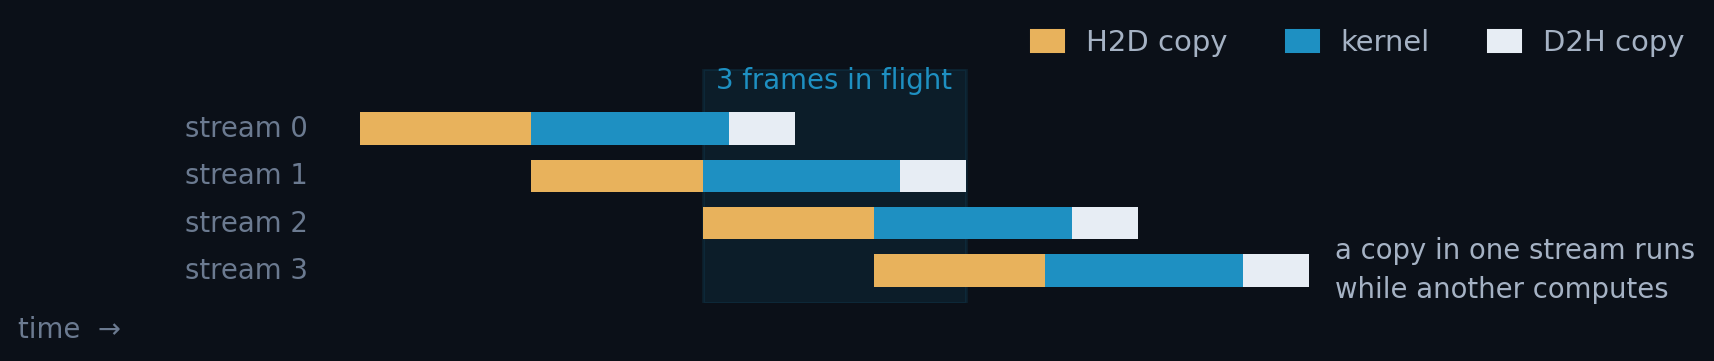 H2D copy
kernel
D2H copy
3 frames in flight
stream 0
stream 1
stream 2
stream 3
a copy in one stream runs
while another computes
time →